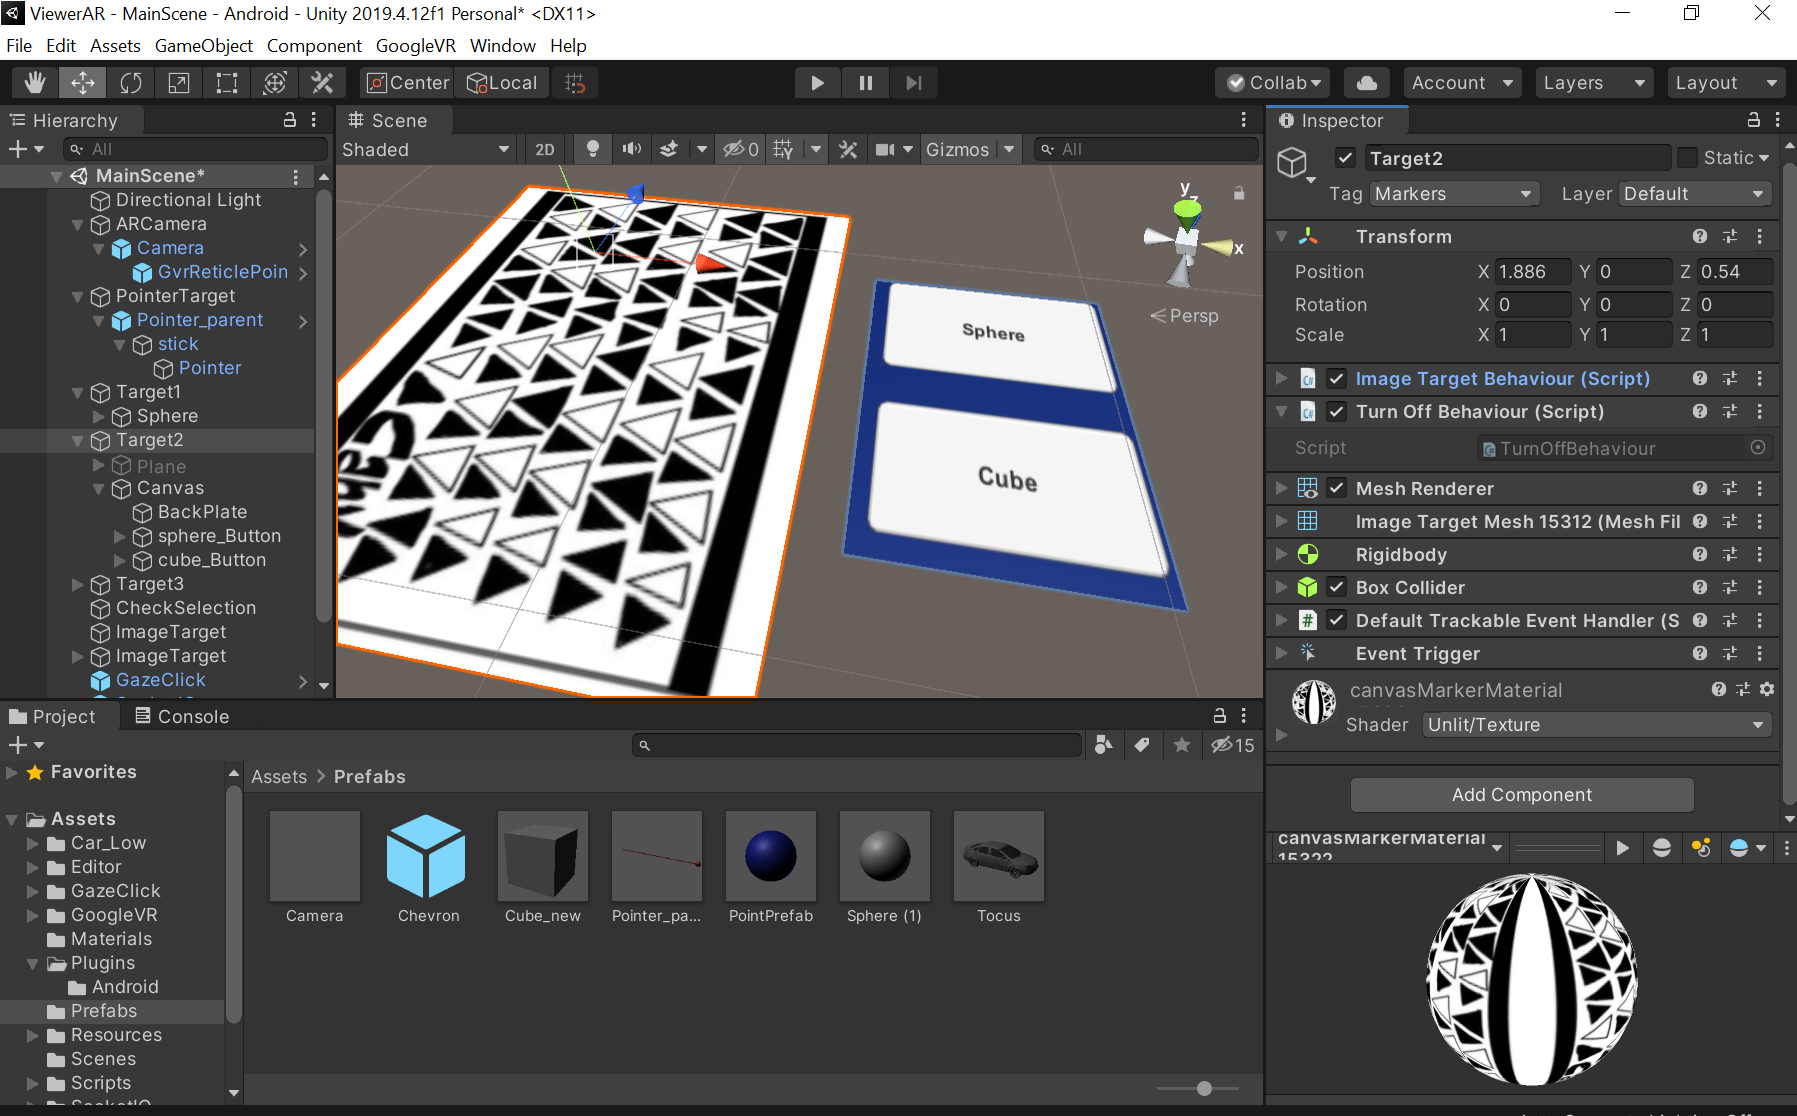 ViewerAR - MainScene - Android - Unity 2019.4.12f1 Personal* <DX11>
File Edit Assets GameObject Component GoogleVR Window Help
Center Local Collab Account Layers Layout
Hierarchy
All
MainScene*
Directional Light
ARCamera
Camera
GvrReticlePoin
PointerTarget
Pointer_parent
stick
Pointer
Target1
Sphere
Target2
Plane
Canvas
BackPlate
sphere_Button
cube_Button
Target3
CheckSelection
ImageTarget
ImageTarget
GazeClick
Scene
Shaded 2D 0 Gizmos All
y
z
x
Persp
Sphere
Cube
Inspector
Target2 Static
Tag Markers Layer Default
Transform
Position X 1.886 Y 0 Z 0.54
Rotation X 0 Y 0 Z 0
Scale X 1 Y 1 Z 1
Image Target Behaviour (Script)
Turn Off Behaviour (Script)
Script TurnOffBehaviour
Mesh Renderer
Image Target Mesh 15312 (Mesh Fil
Rigidbody
Box Collider
Default Trackable Event Handler (S
Event Trigger
canvasMarkerMaterial
Shader Unlit/Texture
Add Component
canvasMarkerMaterial
15322
Project Console
15
Favorites
Assets
Car_Low
Editor
GazeClick
GoogleVR
Materials
Plugins
Android
Prefabs
Resources
Scenes
Scripts
SocketIO
Assets > Prefabs
Camera Chevron Cube_new Pointer_pa... PointPrefab Sphere (1) Tocus